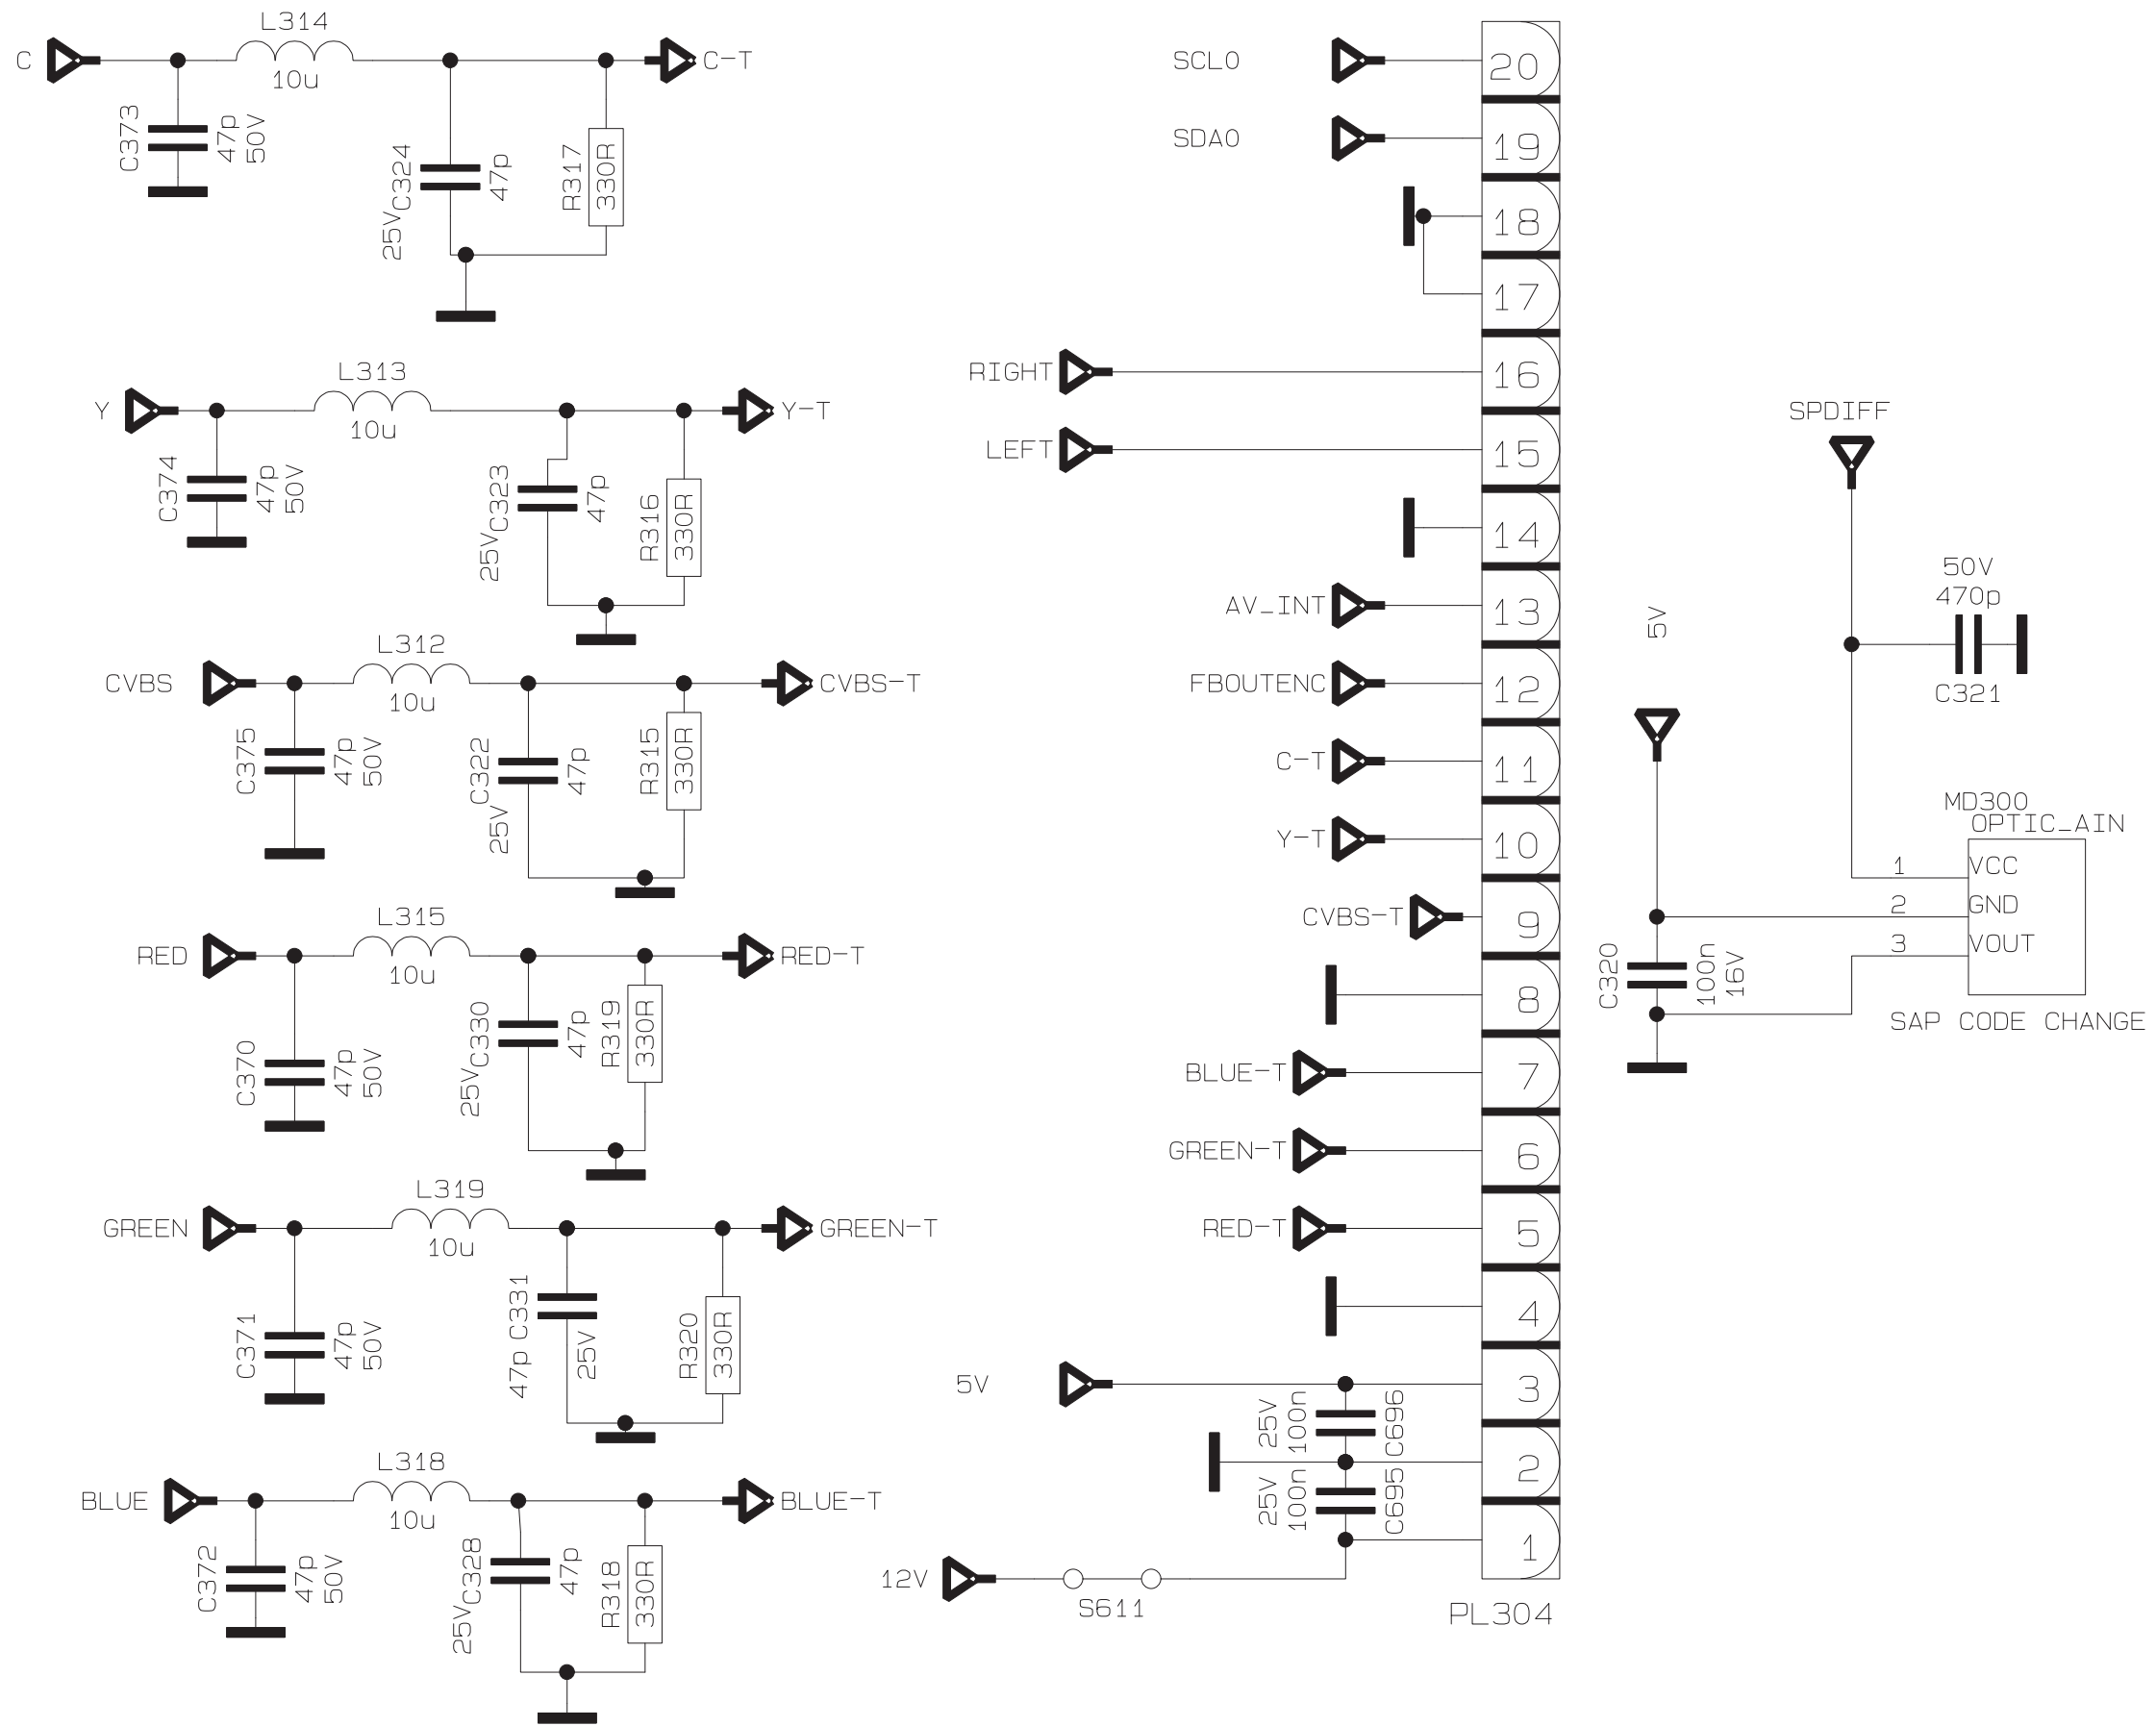 L314
C
10u
C-T
C373
47p
50V
C324
25V
47p
R317
330R
L313
Y
10u
Y-T
C374
47p
50V
C323
25V
47p
R316
330R
L312
CVBS
10u
CVBS-T
C375
47p
50V
C322
25V
47p
R315
330R
L315
RED
10u
RED-T
C370
47p
50V
C330
25V
47p
R319
330R
L319
GREEN
10u
GREEN-T
C371
47p
50V
47p C331
25V
R320
330R
L318
BLUE
10u
BLUE-T
C372
47p
50V
C328
25V
47p
R318
330R
SCL0 20
SDA0 19
18
17
RIGHT 16
LEFT 15
14
AV_INT 13
FBOUTENC 12
C-T 11
Y-T 10
CVBS-T 9
8
BLUE-T 7
GREEN-T 6
RED-T 5
4
5V 3
25V
100n
C696
2
25V
100n
C695
1
12V
S611
PL304
SPDIFF
50V
470p
C321
5V
MD300
OPTIC_AIN
1 VCC
2 GND
3 VOUT
C320
100n
16V
SAP CODE CHANGE